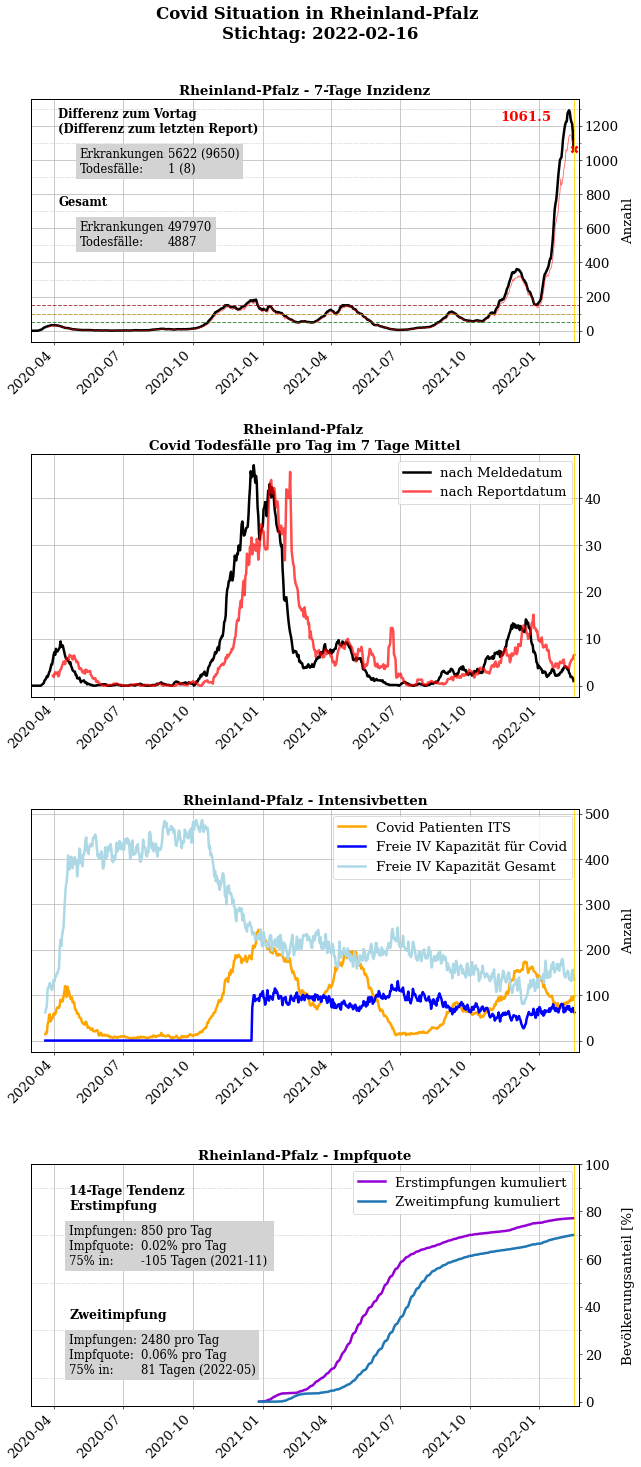 Covid Situation in Rheinland-Pfalz
Stichtag: 2022-02-16
Rheinland-Pfalz - 7-Tage Inzidenz
Differenz zum Vortag
(Differenz zum letzten Report)
Erkrankungen 5622 (9650)
Todesfälle: 1 (8)
Gesamt
Erkrankungen 497970
Todesfälle: 4887
1061.5
1200
1000
800
600
400
200
0
Anzahl
2020-04
2020-07
2020-10
2021-01
2021-04
2021-07
2021-10
2022-01
Rheinland-Pfalz
Covid Todesfälle pro Tag im 7 Tage Mittel
nach Meldedatum
nach Reportdatum
40
30
20
10
0
2020-04
2020-07
2020-10
2021-01
2021-04
2021-07
2021-10
2022-01
Rheinland-Pfalz - Intensivbetten
Covid Patienten ITS
Freie IV Kapazität für Covid
Freie IV Kapazität Gesamt
500
400
300
200
100
0
Anzahl
2020-04
2020-07
2020-10
2021-01
2021-04
2021-07
2021-10
2022-01
Rheinland-Pfalz - Impfquote
14-Tage Tendenz
Erstimpfung
Impfungen: 850 pro Tag
Impfquote: 0.02% pro Tag
75% in: -105 Tagen (2021-11)
Zweitimpfung
Impfungen: 2480 pro Tag
Impfquote: 0.06% pro Tag
75% in: 81 Tagen (2022-05)
Erstimpfungen kumuliert
Zweitimpfung kumuliert
100
80
60
40
20
0
Bevölkerungsanteil [%]
2020-04
2020-07
2020-10
2021-01
2021-04
2021-07
2021-10
2022-01